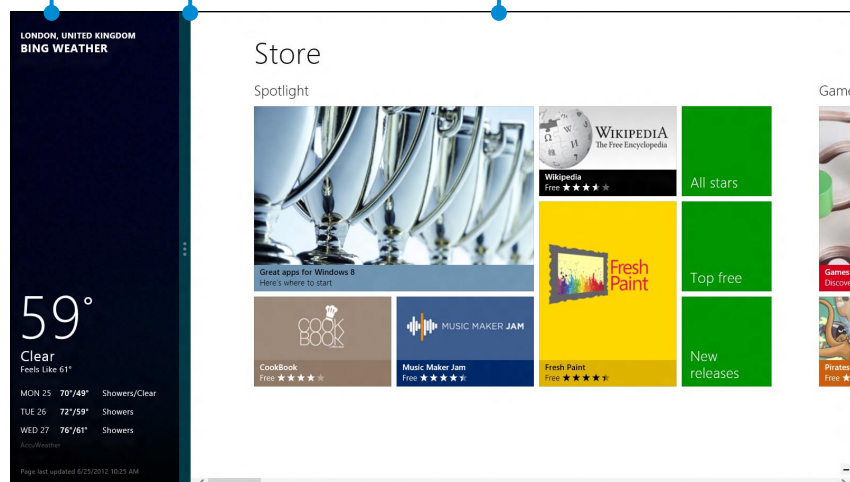 LONDON, UNITED KINGDOM
BING WEATHER
59°
Clear
Feels Like 61°
MON 25 70°/49° Showers/Clear
TUE 26 72°/59° Showers
WED 27 76°/61° Showers
AccuWeather
Page last updated 6/25/2012 10:25 AM
Store
Spotlight
Great apps for Windows 8
Here's where to start
WIKIPEDIA
The Free Encyclopedia
Wikipedia
Free ★★★★★
All stars
Fresh
Paint
Fresh Paint
Free ★★★★★
Top free
COOK
BOOK
CookBook
Free ★★★★★
MUSIC MAKER JAM
Music Maker Jam
Free ★★★★★
New
releases
Game
Games
Discove
Pirates
Free ★